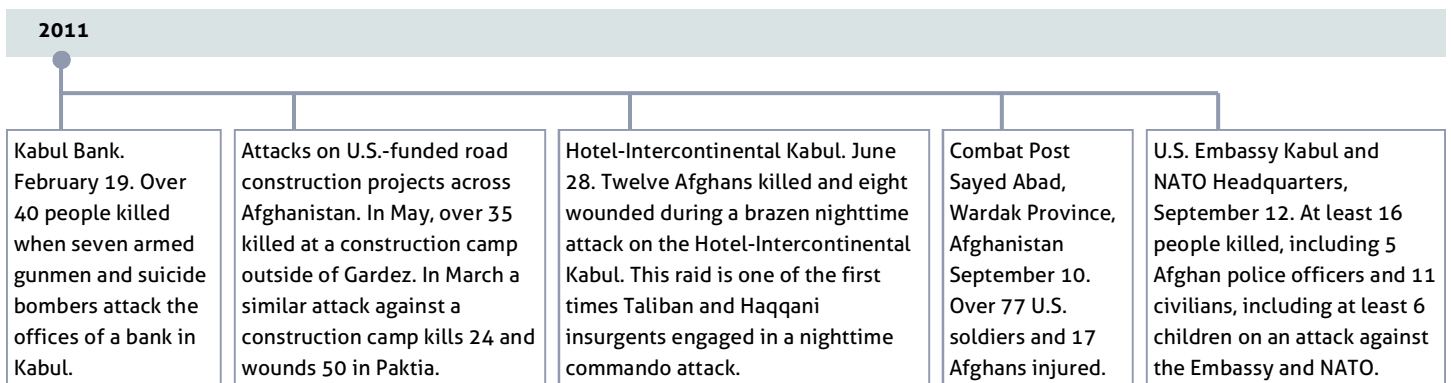 2011
Kabul Bank.
February 19. Over
40 people killed
when seven armed
gunmen and suicide
bombers attack the
offices of a bank in
Kabul.
Attacks on U.S.-funded road
construction projects across
Afghanistan. In May, over 35
killed at a construction camp
outside of Gardez. In March a
similar attack against a
construction camp kills 24 and
wounds 50 in Paktia.
Hotel-Intercontinental Kabul. June
28. Twelve Afghans killed and eight
wounded during a brazen nighttime
attack on the Hotel-Intercontinental
Kabul. This raid is one of the first
times Taliban and Haqqani
insurgents engaged in a nighttime
commando attack.
Combat Post
Sayed Abad,
Wardak Province,
Afghanistan
September 10.
Over 77 U.S.
soldiers and 17
Afghans injured.
U.S. Embassy Kabul and
NATO Headquarters,
September 12. At least 16
people killed, including 5
Afghan police officers and 11
civilians, including at least 6
children on an attack against
the Embassy and NATO.